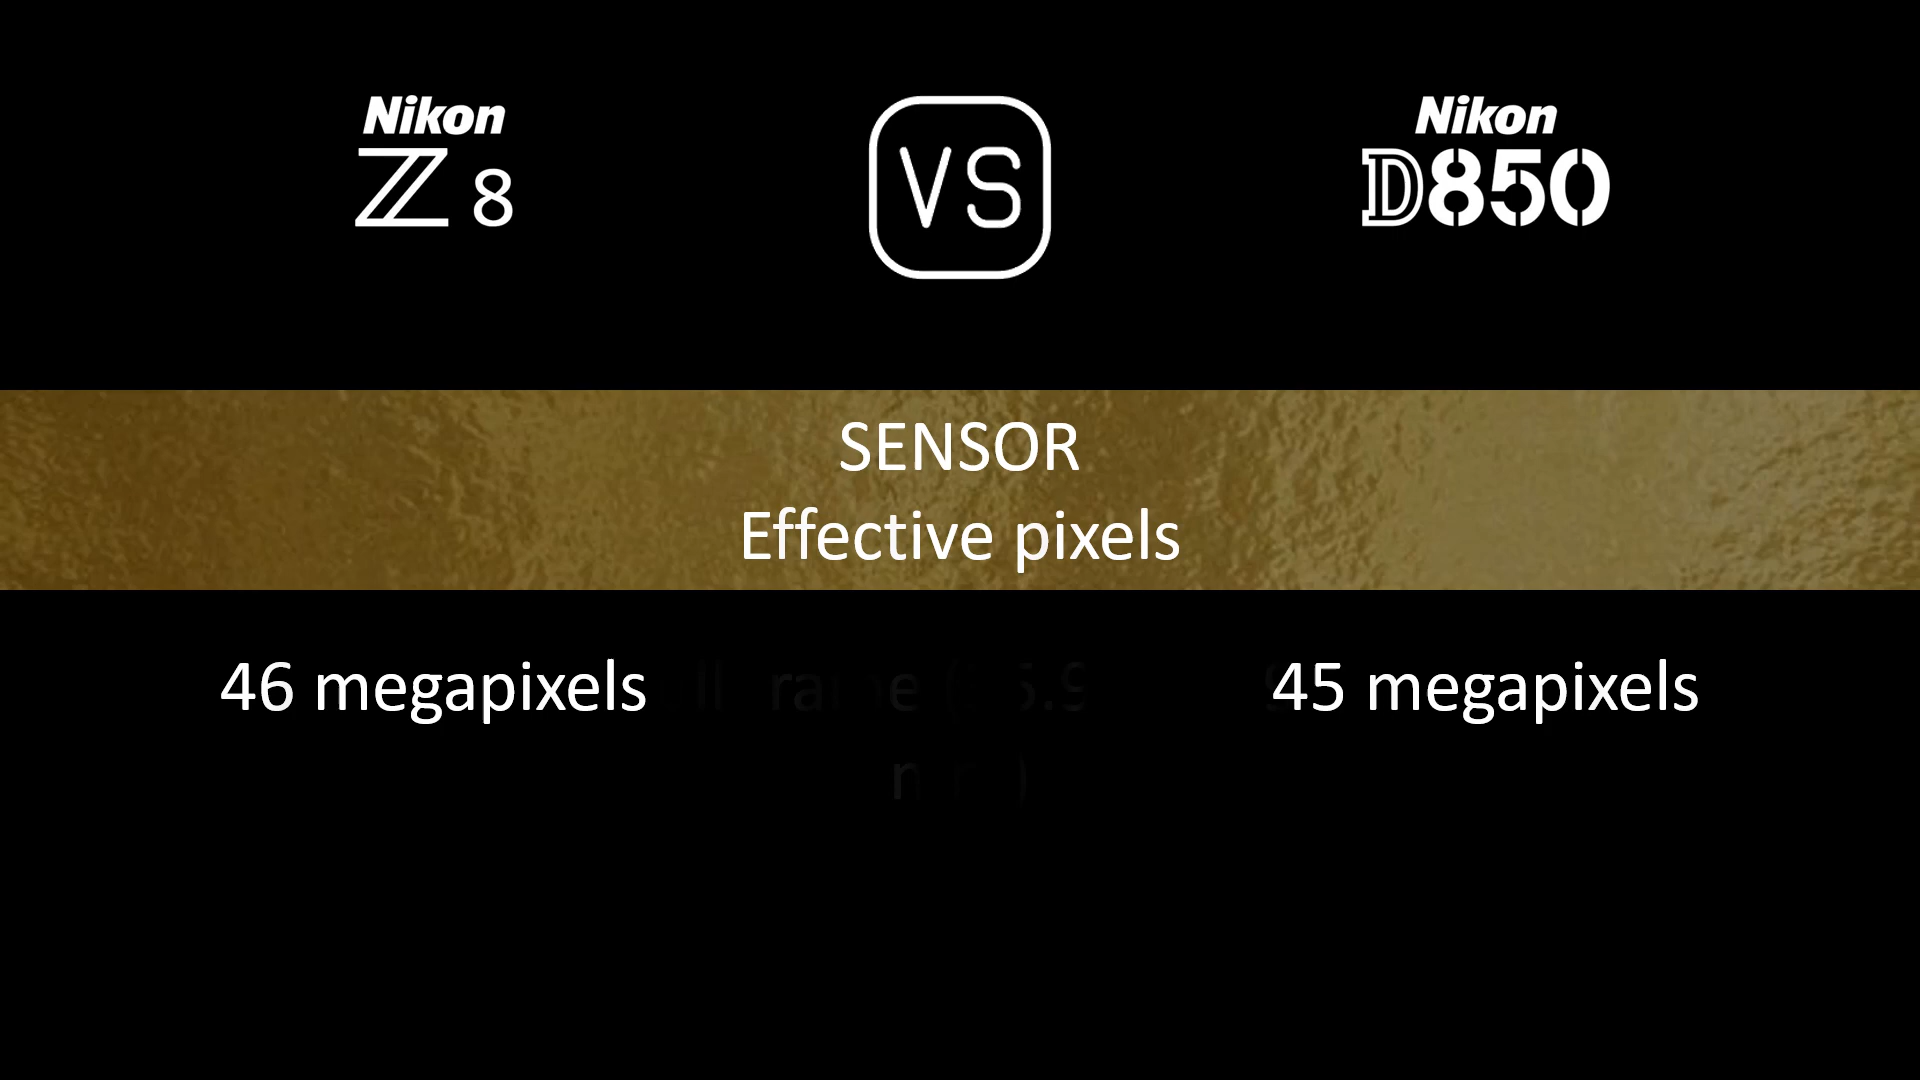 Nikon
Z 8
VS
Nikon
D850
SENSOR
Effective pixels
46 megapixels
45 megapixels